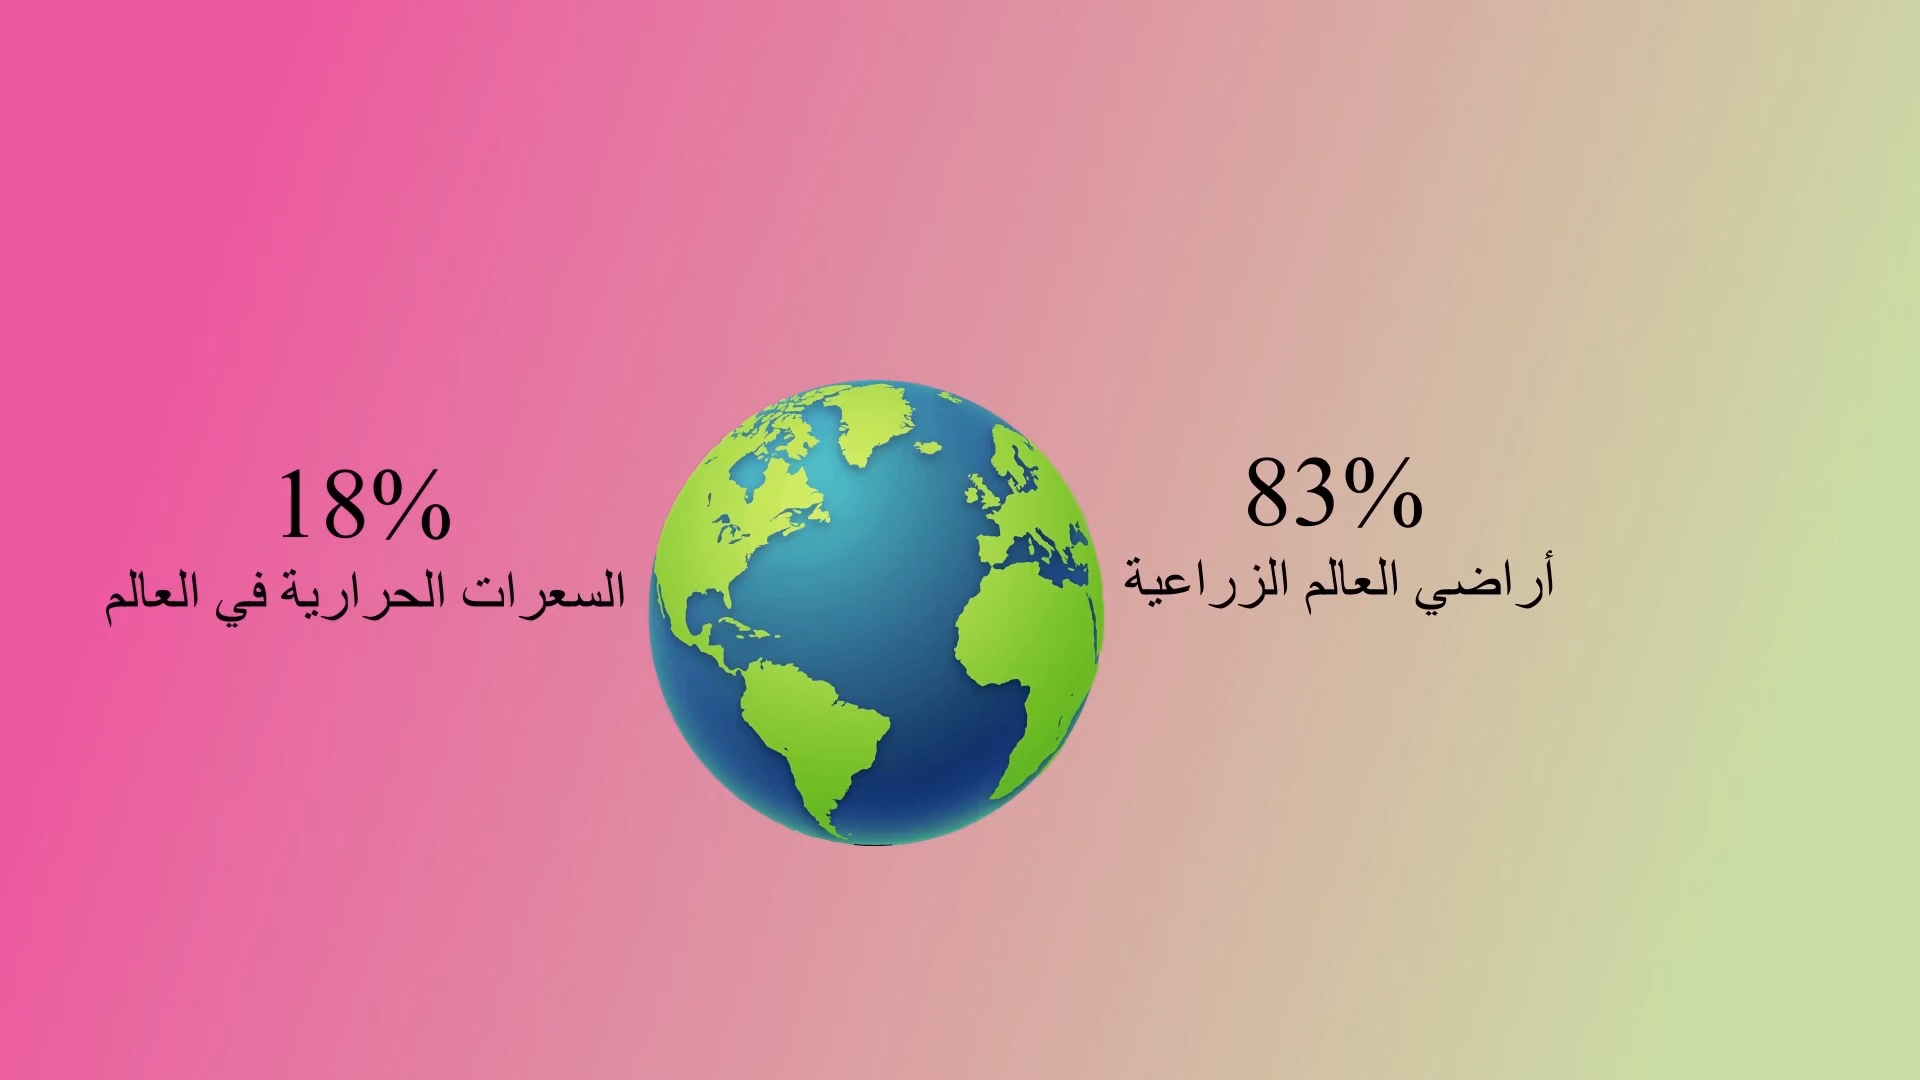 83%
أراضي العالم الزراعية
18%
السعرات الحرارية في العالم